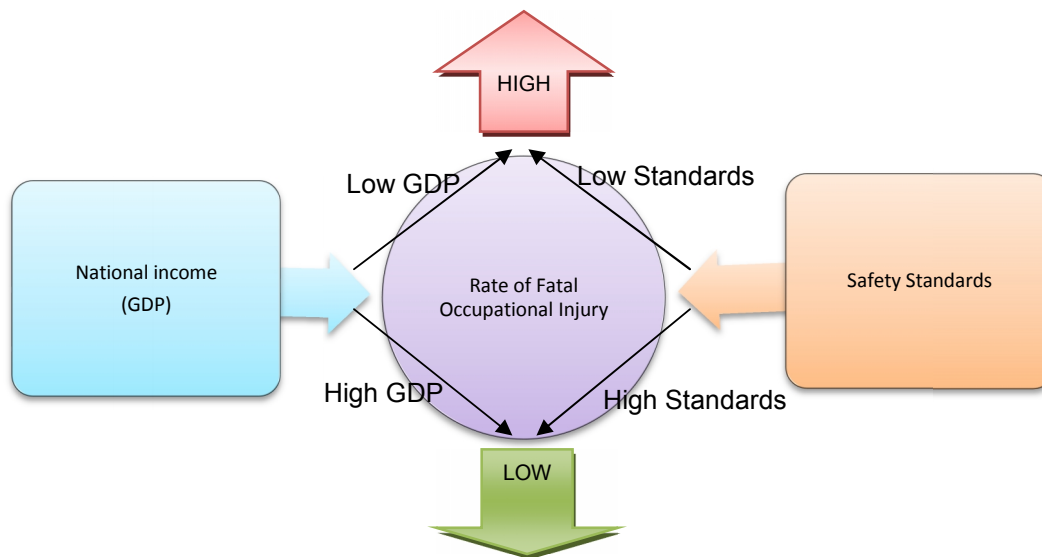 HIGH
Low GDP
Low Standards
National income
(GDP)
Rate of Fatal
Occupational Injury
Safety Standards
High GDP
High Standards
LOW